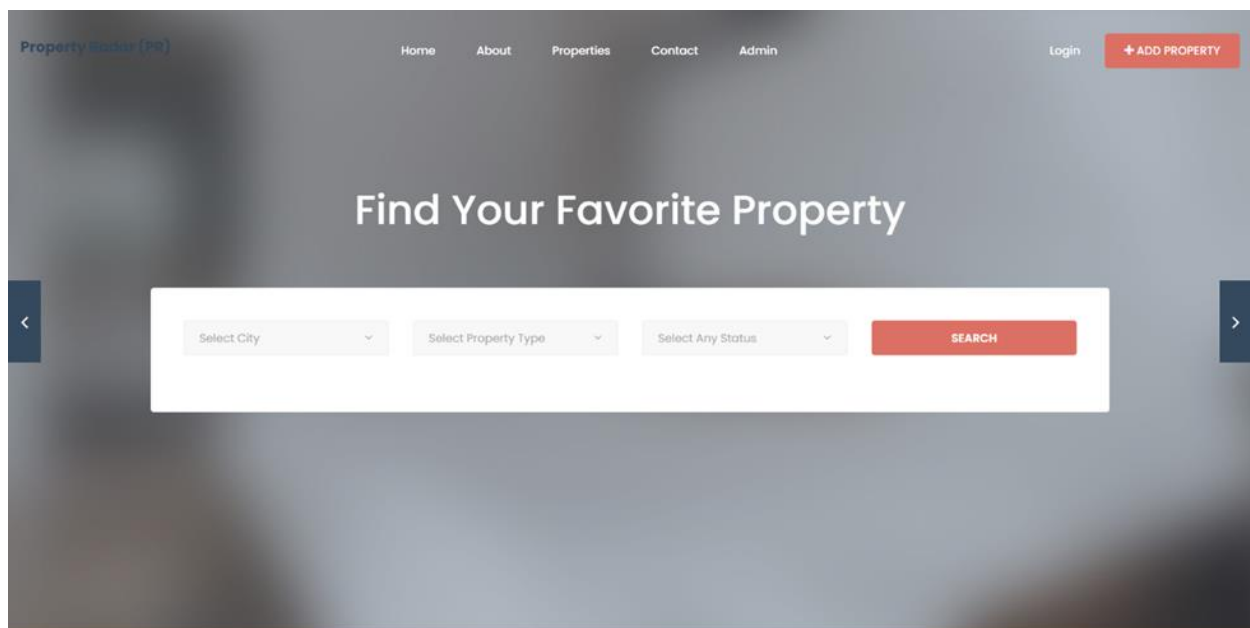 Property Radar (PR)
Home About Properties Contact Admin
Login + ADD PROPERTY
Find Your Favorite Property
Select City Select Property Type Select Any Status SEARCH